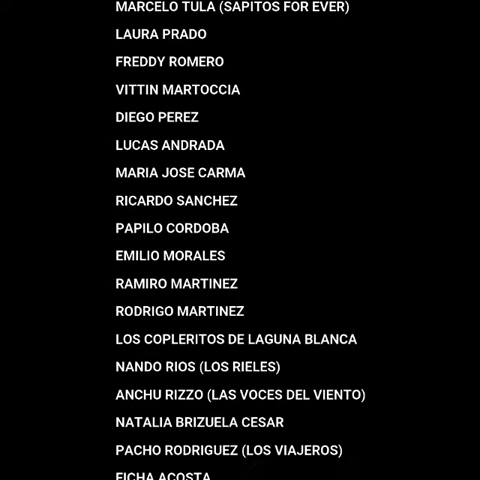 MARCELO TULA (SAPITOS FOR EVER)
LAURA PRADO
FREDDY ROMERO
VITTIN MARTOCCIA
DIEGO PEREZ
LUCAS ANDRADA
MARIA JOSE CARMA
RICARDO SANCHEZ
PAPILO CORDOBA
EMILIO MORALES
RAMIRO MARTINEZ
RODRIGO MARTINEZ
LOS COPLERITOS DE LAGUNA BLANCA
NANDO RIOS (LOS RIELES)
ANCHU RIZZO (LAS VOCES DEL VIENTO)
NATALIA BRIZUELA CESAR
PACHO RODRIGUEZ (LOS VIAJEROS)
FICHA ACOSTA